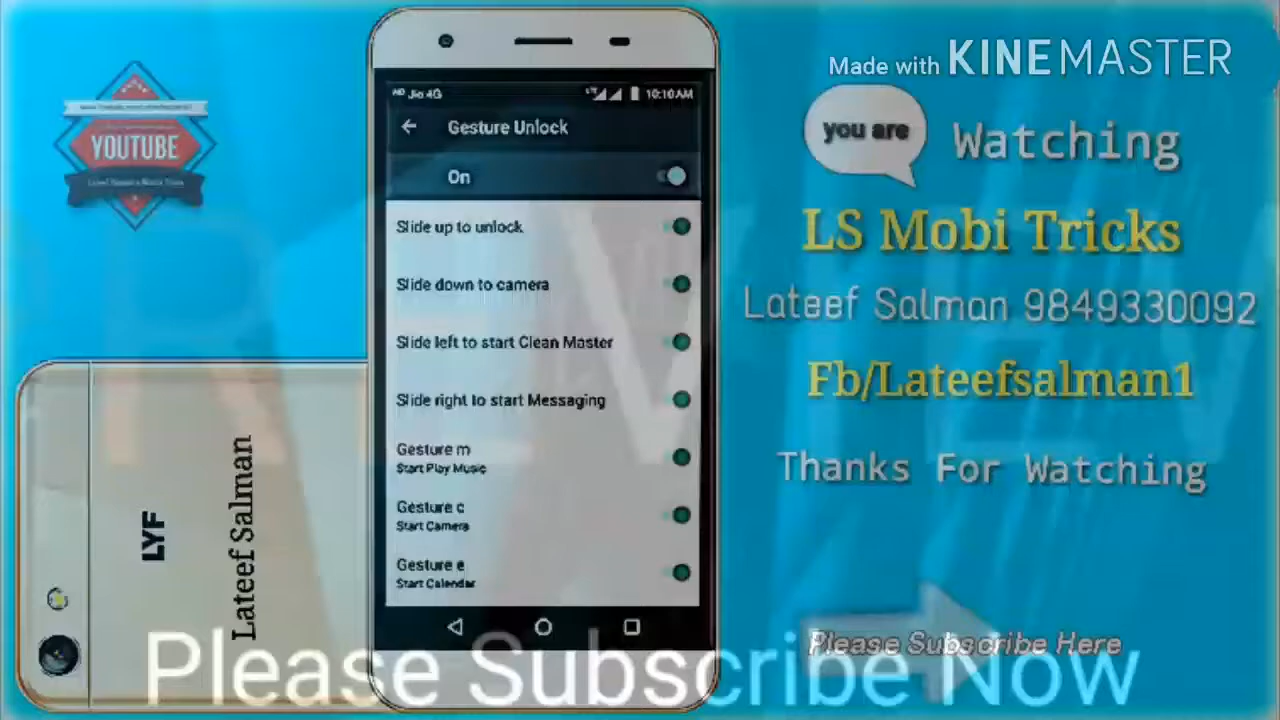 Made with KINEMASTER
you are
Watching
LS Mobi Tricks
Lateef Salman 9849330092
Fb/Lateefsalman1
Thanks For Watching
Please Subscribe Here
Please Subscribe Now
YOUTUBE
HD Jio 4G
LTE
10:10AM
Gesture Unlock
On
Slide up to unlock
Slide down to camera
Slide left to start Clean Master
Slide right to start Messaging
Gesture m
Start Play Music
Gesture c
Start Camera
Gesture e
Start Calendar
LYF
Lateef Salman